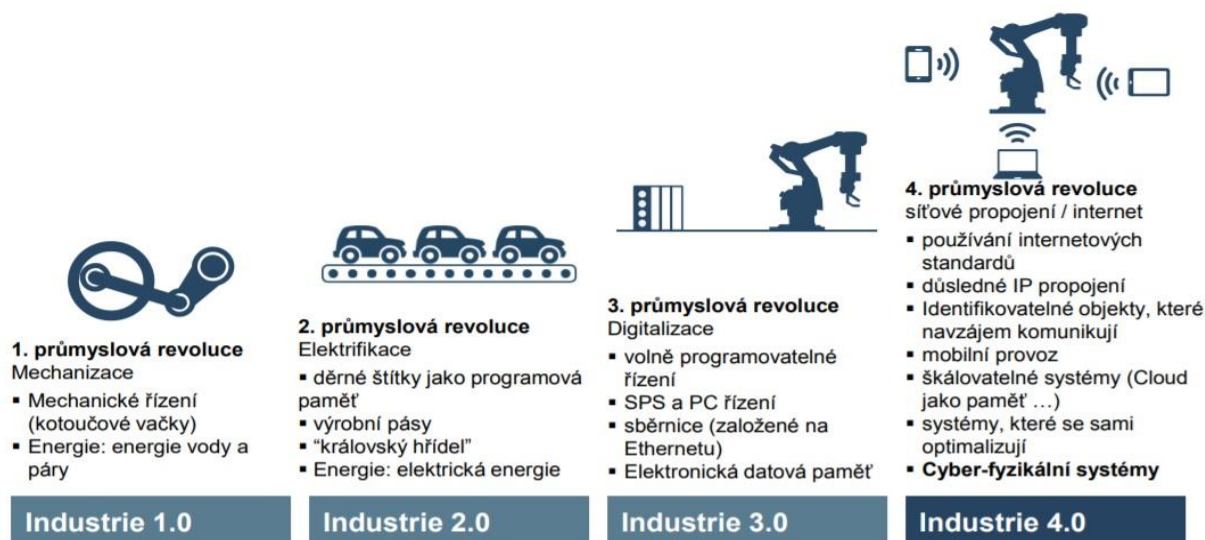 1. průmyslová revoluce
Mechanizace
▪ Mechanické řízení
(kotoučové vačky)
▪ Energie: energie vody a
páry
Industrie 1.0
2. průmyslová revoluce
Elektrifikace
▪ děrné štítky jako programová
paměť
▪ výrobní pásy
▪ “královský hřídel”
▪ Energie: elektrická energie
Industrie 2.0
3. průmyslová revoluce
Digitalizace
▪ volně programovatelné
řízení
▪ SPS a PC řízení
▪ sběrnice (založené na
Ethernetu)
▪ Elektronická datová paměť
Industrie 3.0
4. průmyslová revoluce
síťové propojení / internet
▪ používání internetových
standardů
▪ důsledné IP propojení
▪ Identifikovatelné objekty, které
navzájem komunikují
▪ mobilní provoz
▪ škálovatelné systémy (Cloud
jako paměť …)
▪ systémy, které se sami
optimalizují
▪ Cyber-fyzikální systémy
Industrie 4.0